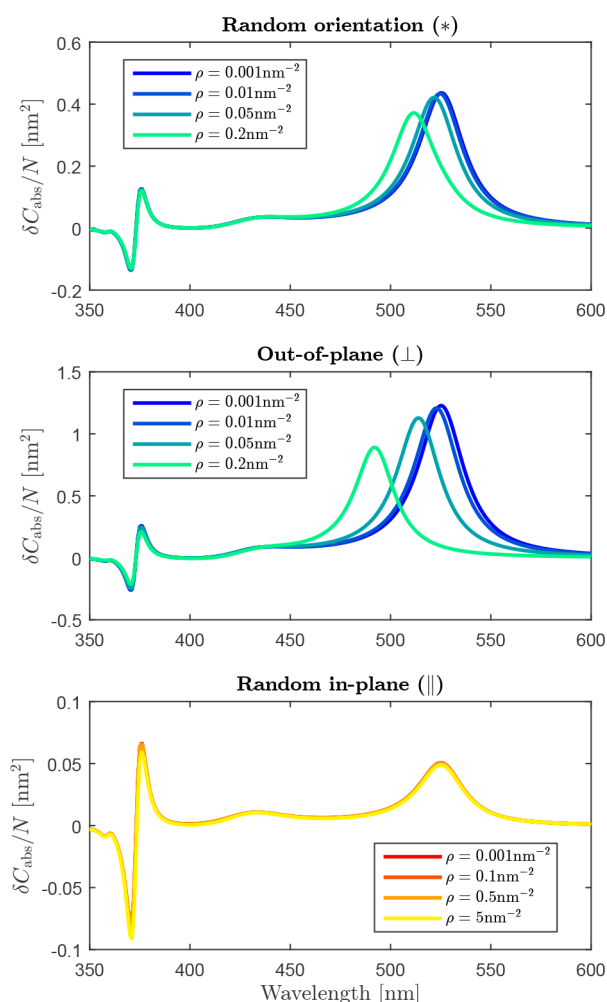 Random orientation (∗)
δC_abs/N [nm²]
0.6
0.4
0.2
0
-0.2
ρ = 0.001nm⁻²
ρ = 0.01nm⁻²
ρ = 0.05nm⁻²
ρ = 0.2nm⁻²
350 400 450 500 550 600
Out-of-plane (⊥)
δC_abs/N [nm²]
1.5
1
0.5
0
-0.5
ρ = 0.001nm⁻²
ρ = 0.01nm⁻²
ρ = 0.05nm⁻²
ρ = 0.2nm⁻²
350 400 450 500 550 600
Random in-plane (∥)
δC_abs/N [nm²]
0.1
0.05
0
-0.05
-0.1
ρ = 0.001nm⁻²
ρ = 0.1nm⁻²
ρ = 0.5nm⁻²
ρ = 5nm⁻²
350 400 450 500 550 600
Wavelength [nm]